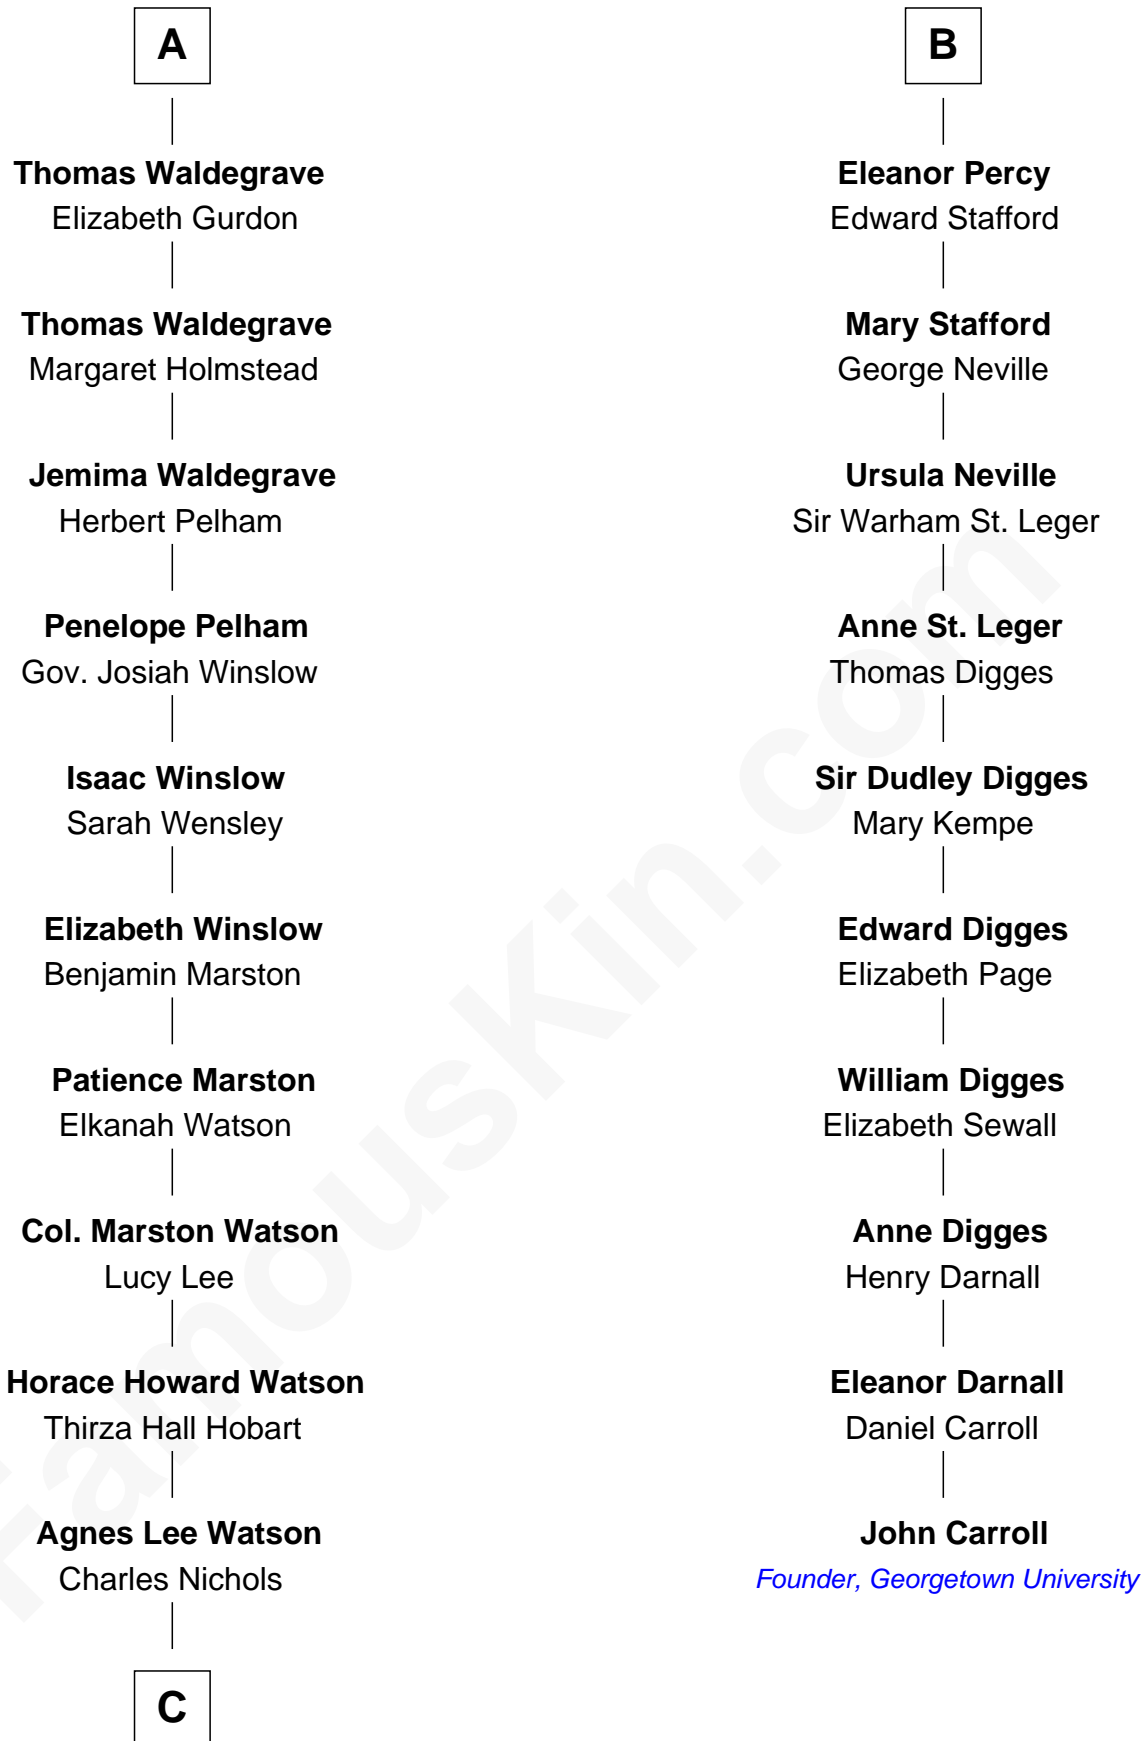 A
Thomas Waldegrave
Elizabeth Gurdon
Thomas Waldegrave
Margaret Holmstead
Jemima Waldegrave
Herbert Pelham
Penelope Pelham
Gov. Josiah Winslow
Isaac Winslow
Sarah Wensley
Elizabeth Winslow
Benjamin Marston
Patience Marston
Elkanah Watson
Col. Marston Watson
Lucy Lee
Horace Howard Watson
Thirza Hall Hobart
Agnes Lee Watson
Charles Nichols
C
B
Eleanor Percy
Edward Stafford
Mary Stafford
George Neville
Ursula Neville
Sir Warham St. Leger
Anne St. Leger
Thomas Digges
Sir Dudley Digges
Mary Kempe
Edward Digges
Elizabeth Page
William Digges
Elizabeth Sewall
Anne Digges
Henry Darnall
Eleanor Darnall
Daniel Carroll
John Carroll
Founder, Georgetown University
FamousKin.com